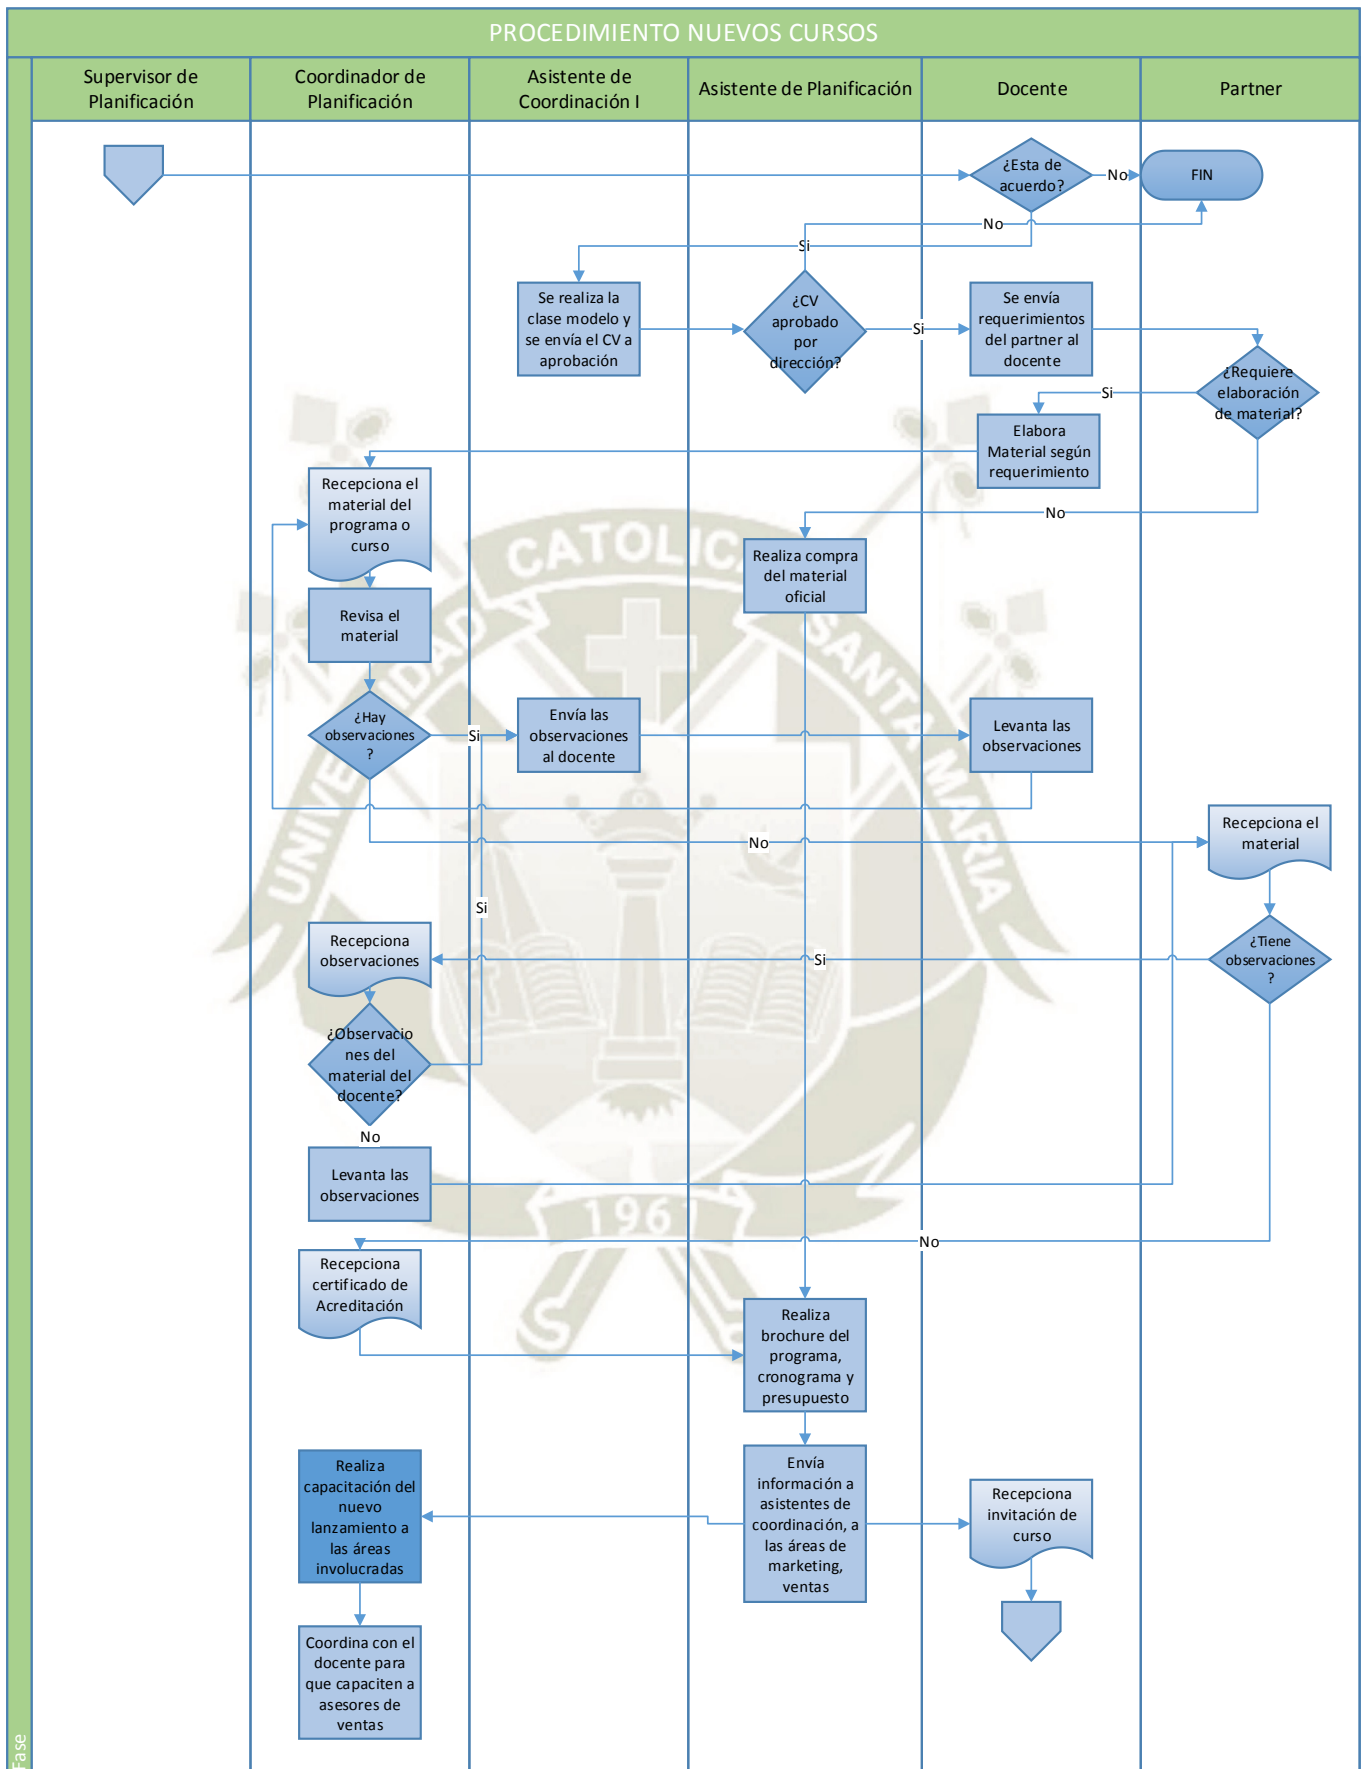 PROCEDIMIENTO NUEVOS CURSOS
Supervisor de
Planificación
Coordinador de
Planificación
Asistente de
Coordinación I
Asistente de Planificación
Docente
Partner
¿Esta de
acuerdo?
No
FIN
No
Si
Se realiza la
clase modelo y
se envía el CV a
aprobación
¿CV
aprobado
por
dirección?
Si
Se envía
requerimientos
del partner al
docente
¿Requiere
elaboración
de material?
Si
Elabora
Material según
requerimiento
Recepciona el
material del
programa o
curso
No
Realiza compra
del material
oficial
Revisa el
material
¿Hay
observaciones
?
Si
Envía las
observaciones
al docente
Levanta las
observaciones
No
Recepciona el
material
Si
Recepciona
observaciones
Si
¿Tiene
observaciones
?
¿Observacio
nes del
material del
docente?
No
Levanta las
observaciones
No
Recepciona
certificado de
Acreditación
Realiza
brochure del
programa,
cronograma y
presupuesto
Realiza
capacitación del
nuevo
lanzamiento a
las áreas
involucradas
Envía
información a
asistentes de
coordinación, a
las áreas de
marketing,
ventas
Recepciona
invitación de
curso
Coordina con el
docente para
que capaciten a
asesores de
ventas
Fase
UNIVERSIDAD CATOLICA SANTA MARIA
1961